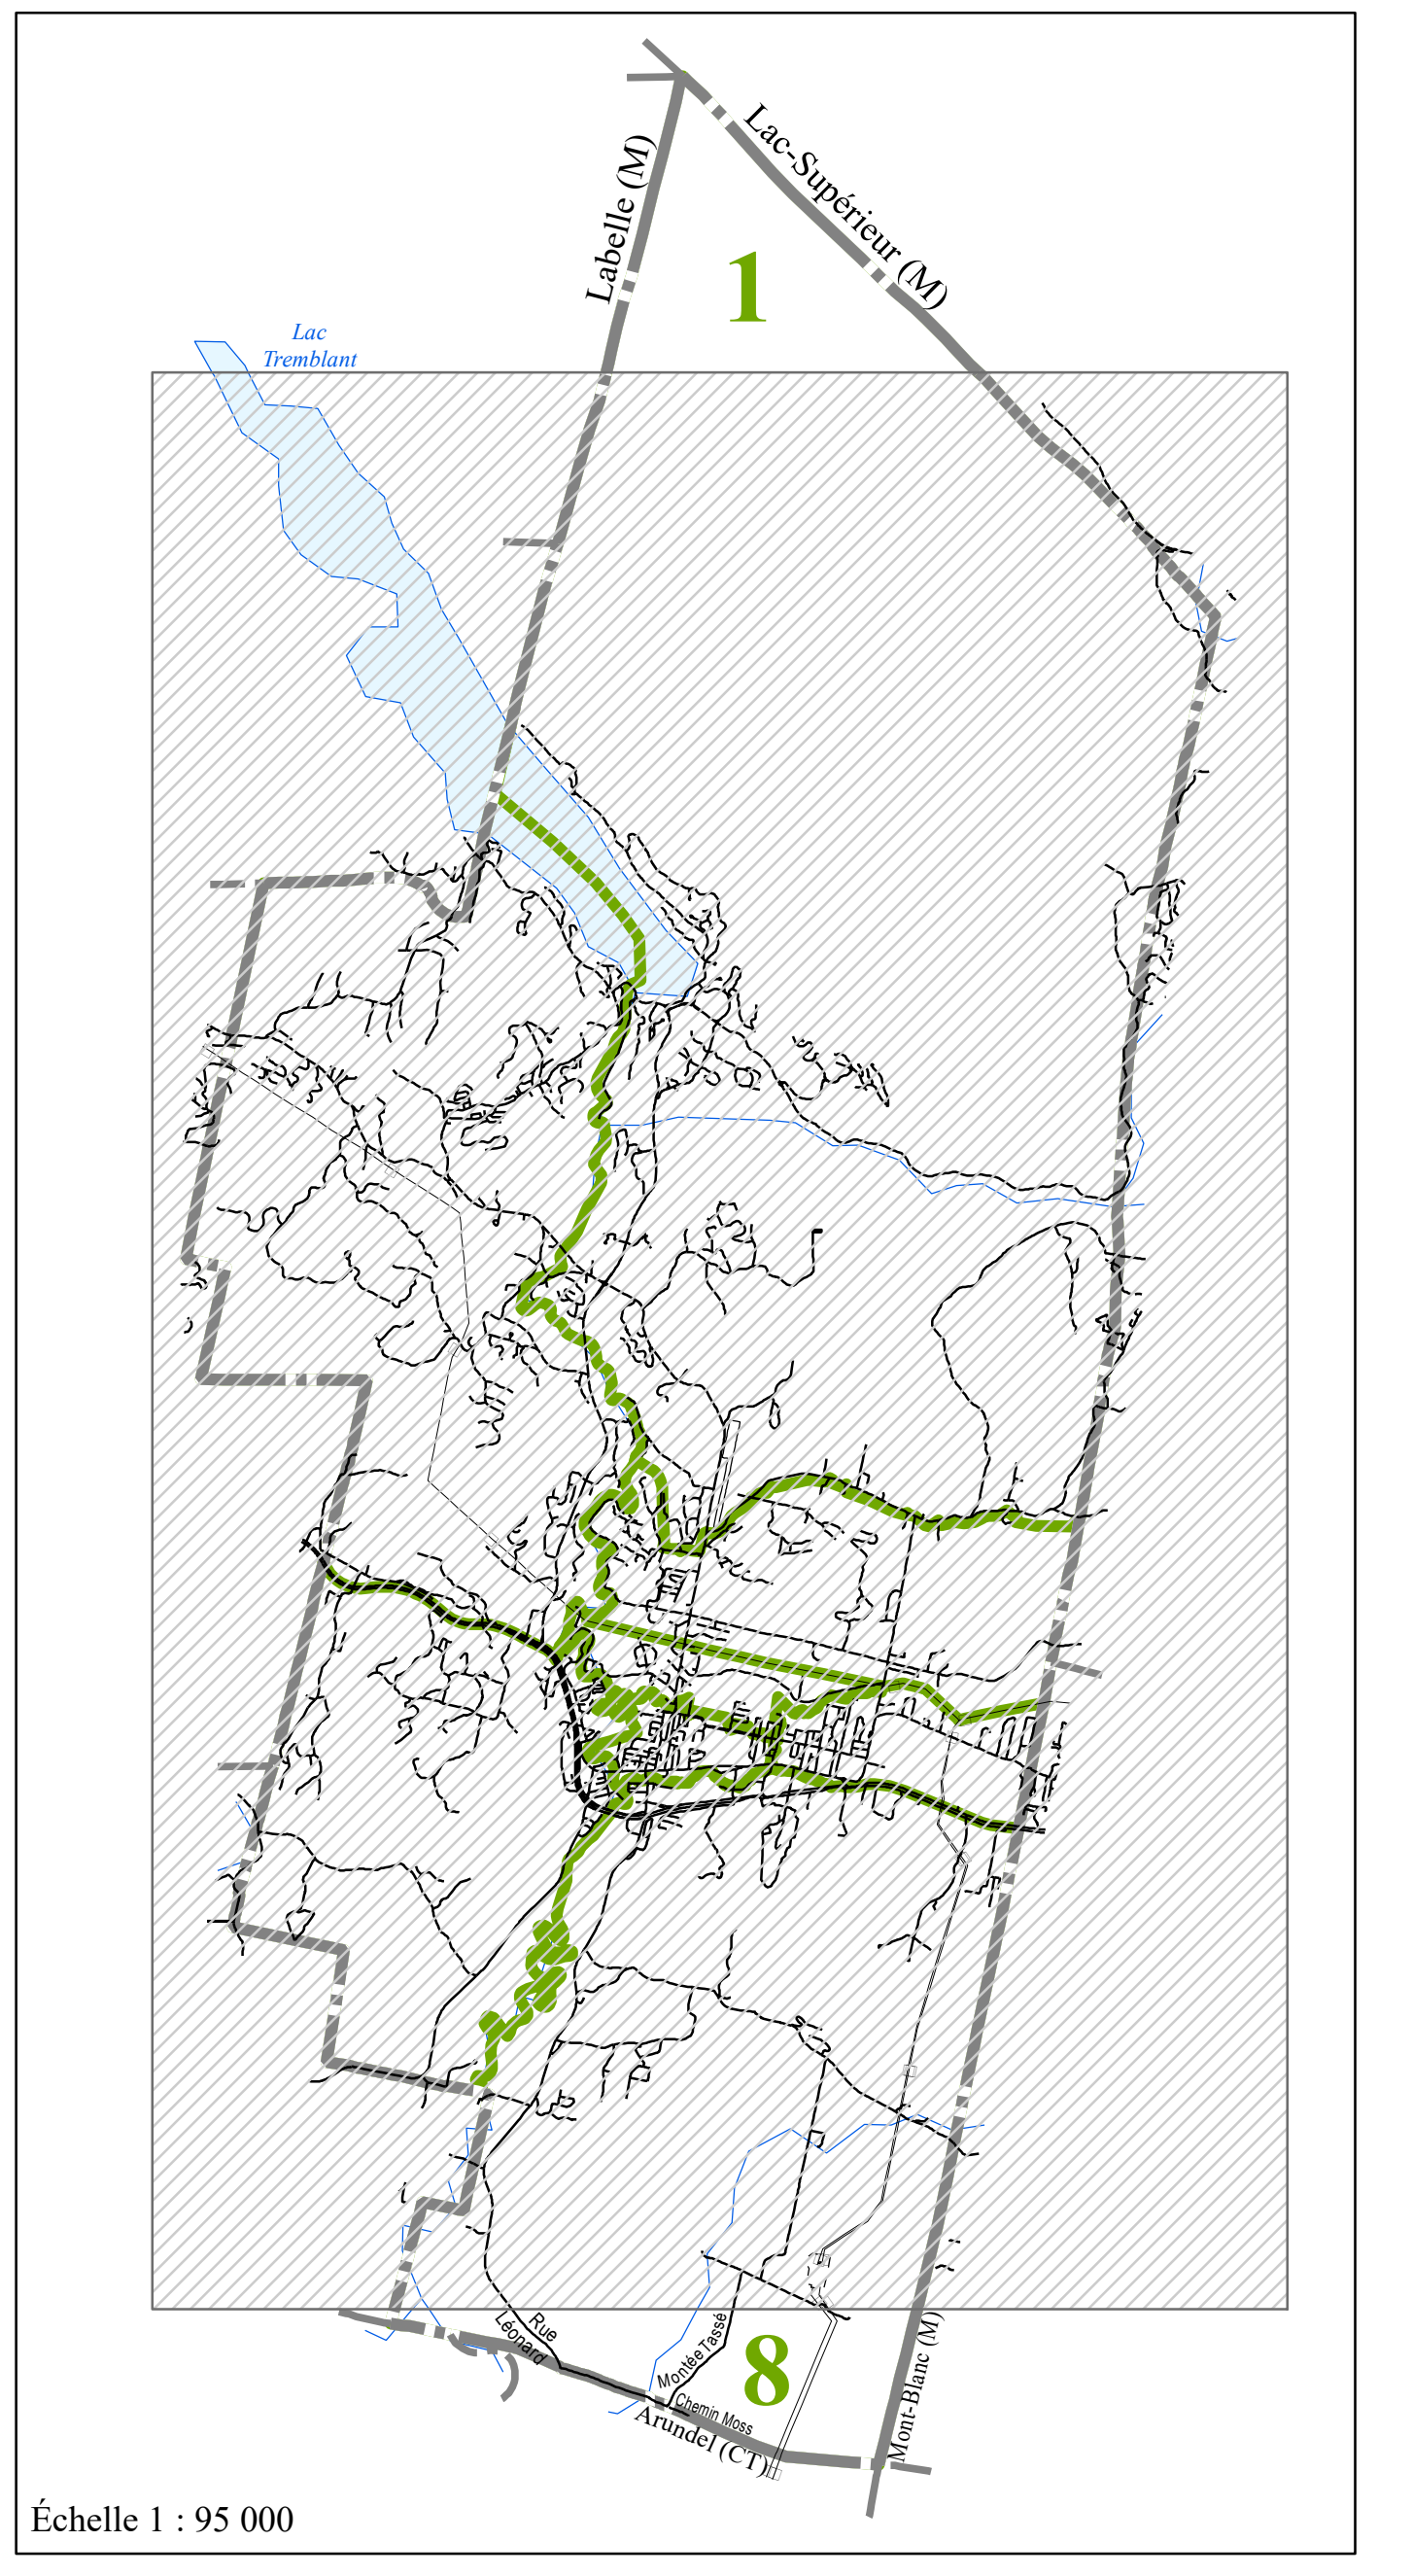 Lac-Supérieur (M)
Labelle (M)
1
Lac
Tremblant
Rue
Léonard
Montée Tassé
8
Chemin Moss
Arundel (CT)
Mont-Blanc (M)
Échelle 1 : 95 000